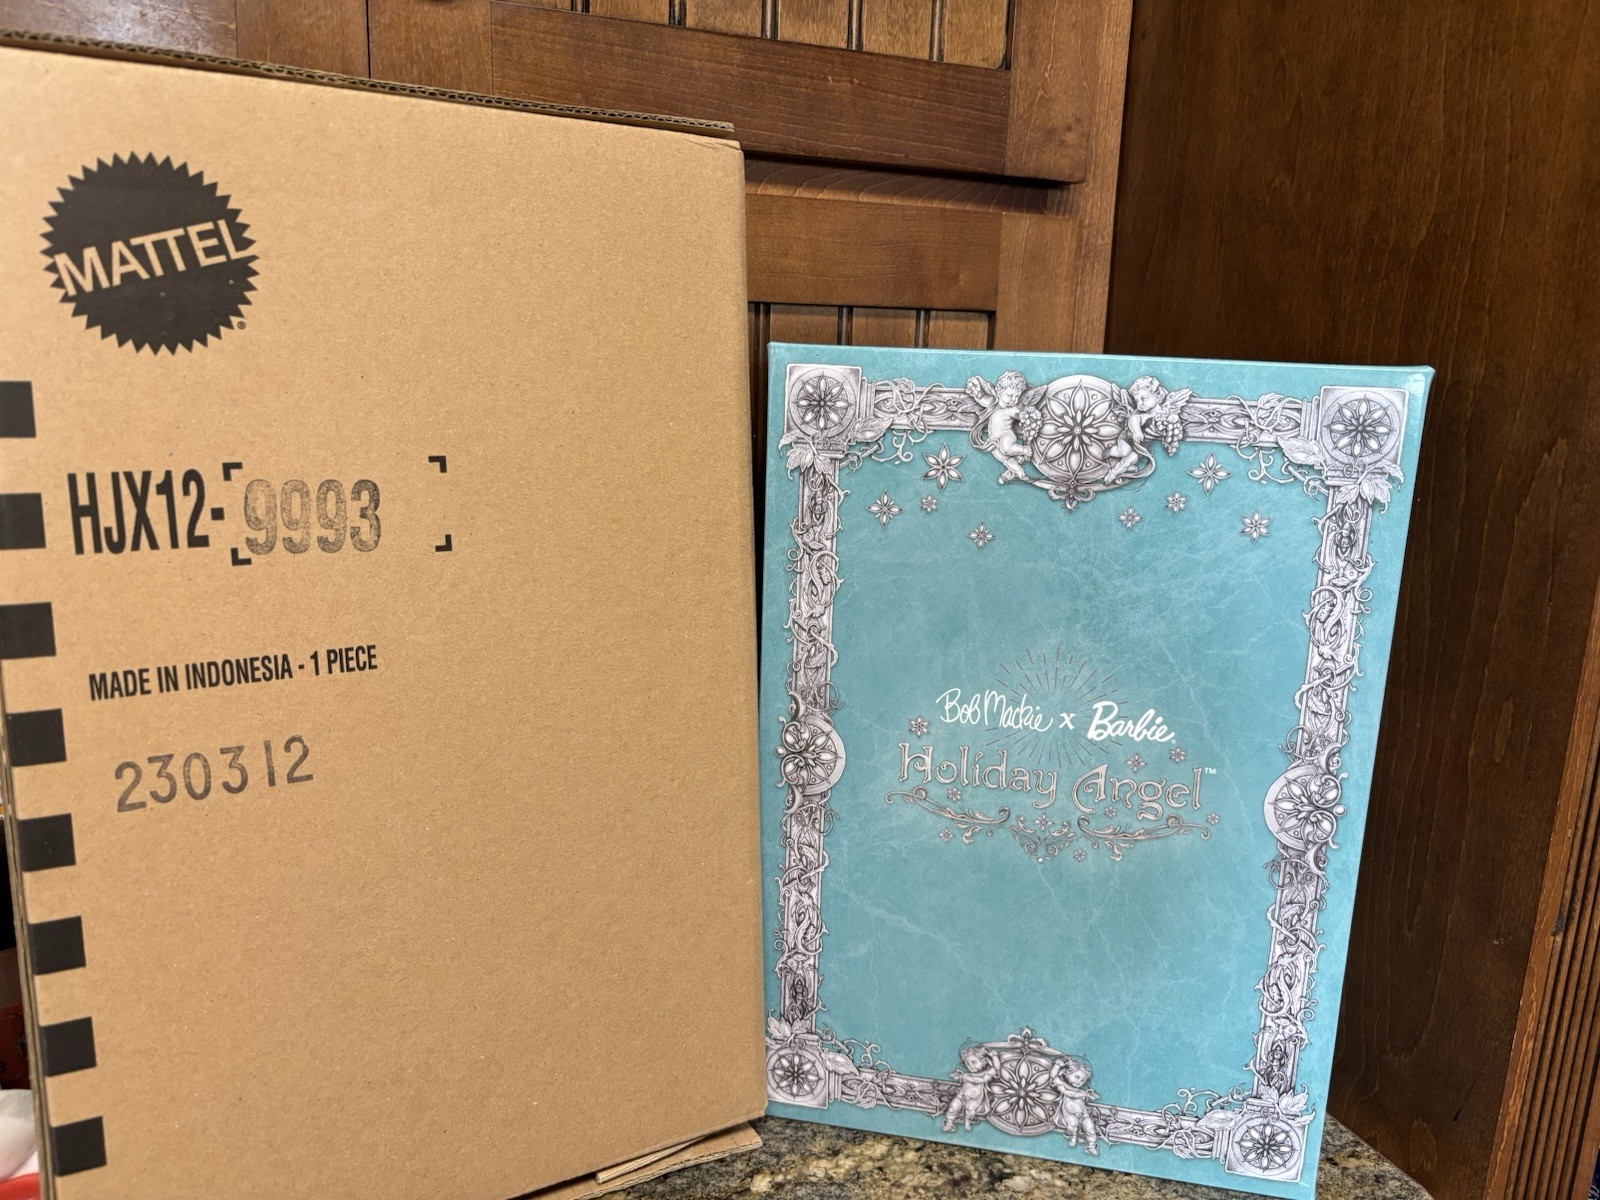 MATTEL
®
HJX12-9993
MADE IN INDONESIA - 1 PIECE
230312
Bob Mackie x Barbie
Holiday Angel™